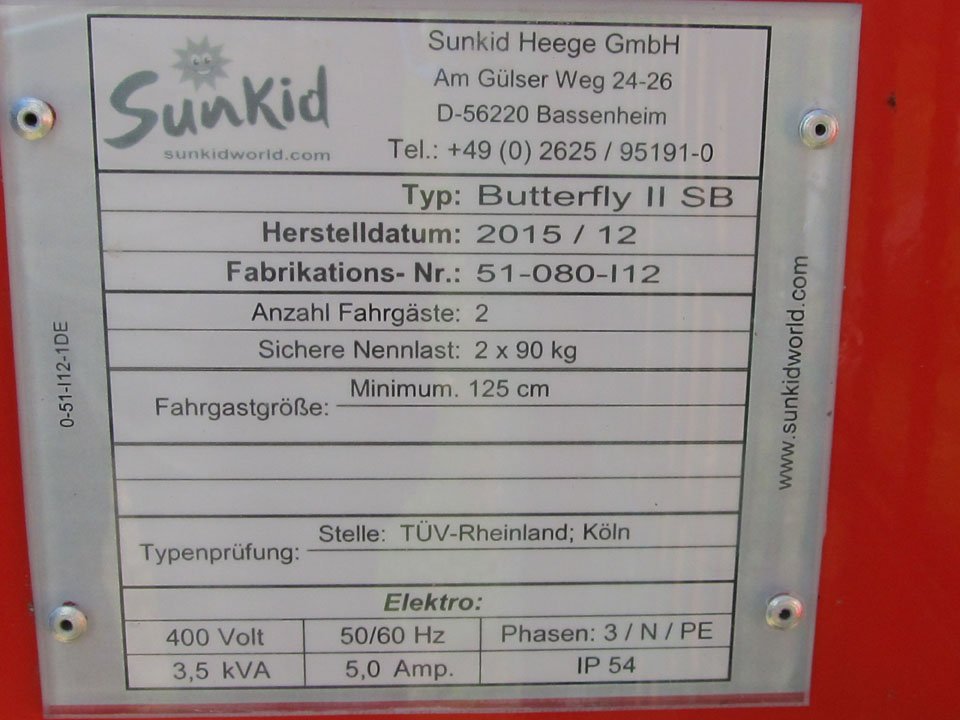 SunKid
sunkidworld.com
Sunkid Heege GmbH
Am Gülser Weg 24-26
D-56220 Bassenheim
Tel.: +49 (0) 2625 / 95191-0
Typ: Butterfly II SB
Herstelldatum: 2015 / 12
Fabrikations- Nr.: 51-080-I12
Anzahl Fahrgäste: 2
Sichere Nennlast: 2 x 90 kg
Fahrgastgröße: Minimum. 125 cm
Typenprüfung: Stelle: TÜV-Rheinland; Köln
Elektro:
400 Volt 50/60 Hz Phasen: 3 / N / PE
3,5 kVA 5,0 Amp. IP 54
0-51-I12-1DE
www.sunkidworld.com